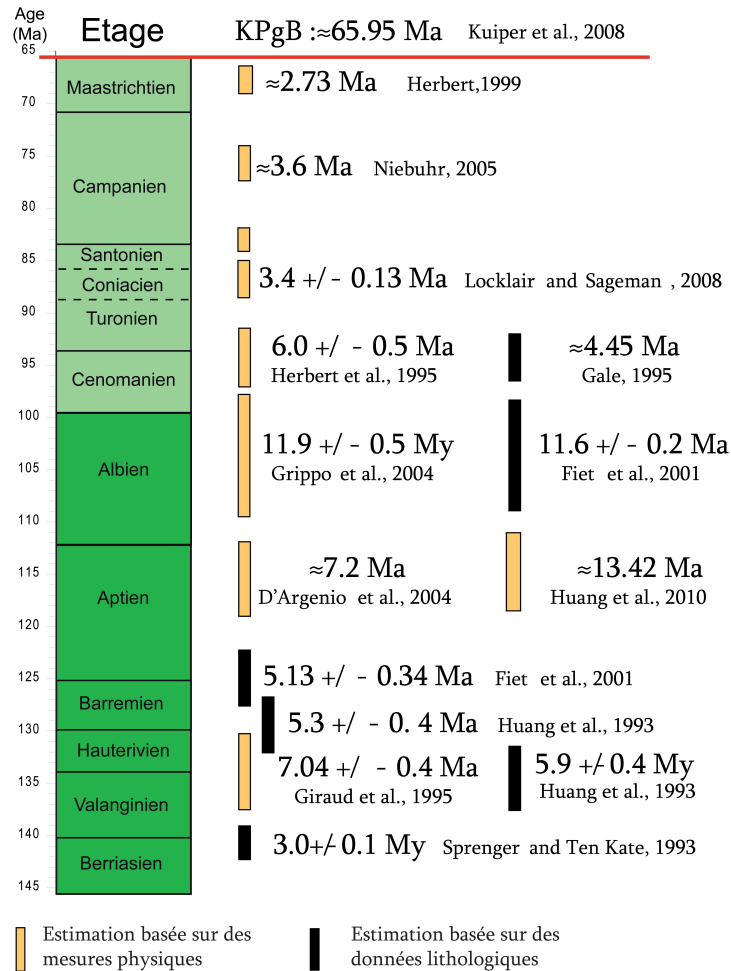 Age
(Ma)
Etage
KPgB :≈65.95 Ma Kuiper et al., 2008
65
Maastrichtien
≈2.73 Ma Herbert,1999
70
75
≈3.6 Ma Niebuhr, 2005
Campanien
80
85
Santonien
Coniacien
3.4 +/- 0.13 Ma Locklair and Sageman , 2008
90
Turonien
95
6.0 +/ - 0.5 Ma
Herbert et al., 1995
≈4.45 Ma
Gale, 1995
Cenomanien
100
105
Albien
11.9 +/- 0.5 My
Grippo et al., 2004
11.6 +/- 0.2 Ma
Fiet et al., 2001
110
115
≈7.2 Ma
D'Argenio et al., 2004
≈13.42 Ma
Huang et al., 2010
Aptien
120
125
5.13 +/ - 0.34 Ma Fiet et al., 2001
Barremien
130
5.3 +/ - 0. 4 Ma Huang et al., 1993
Hauterivien
7.04 +/ - 0.4 Ma
Giraud et al., 1995
5.9 +/-0.4 My
Huang et al., 1993
135
Valanginien
140
3.0+/-0.1 My Sprenger and Ten Kate, 1993
Berriasien
145
Estimation basée sur des
mesures physiques
Estimation basée sur des
données lithologiques